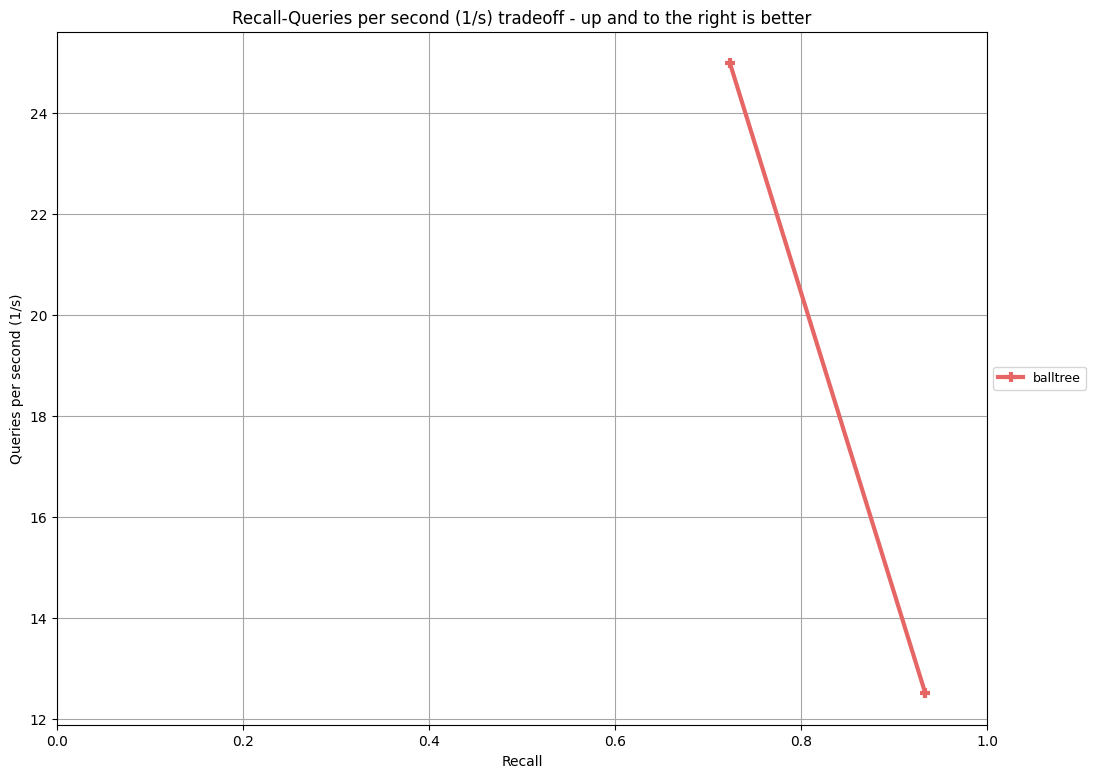 Recall-Queries per second (1/s) tradeoff - up and to the right is better
24
22
20
18
16
14
12
Queries per second (1/s)
0.0 0.2 0.4 0.6 0.8 1.0
Recall
balltree